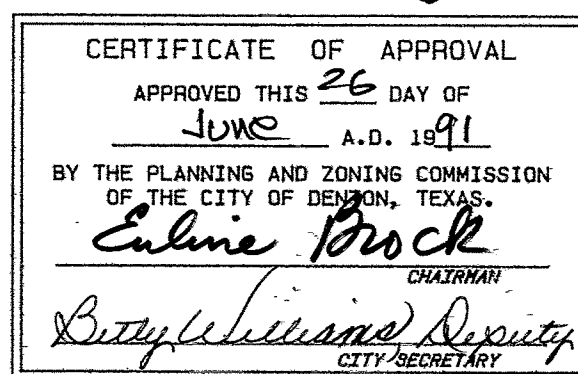 CERTIFICATE OF APPROVAL
APPROVED THIS 26 DAY OF
June A.D. 1991
BY THE PLANNING AND ZONING COMMISSION
OF THE CITY OF DENTON, TEXAS.
Euline Brock
CHAIRMAN
Betty Williams, Deputy
CITY SECRETARY